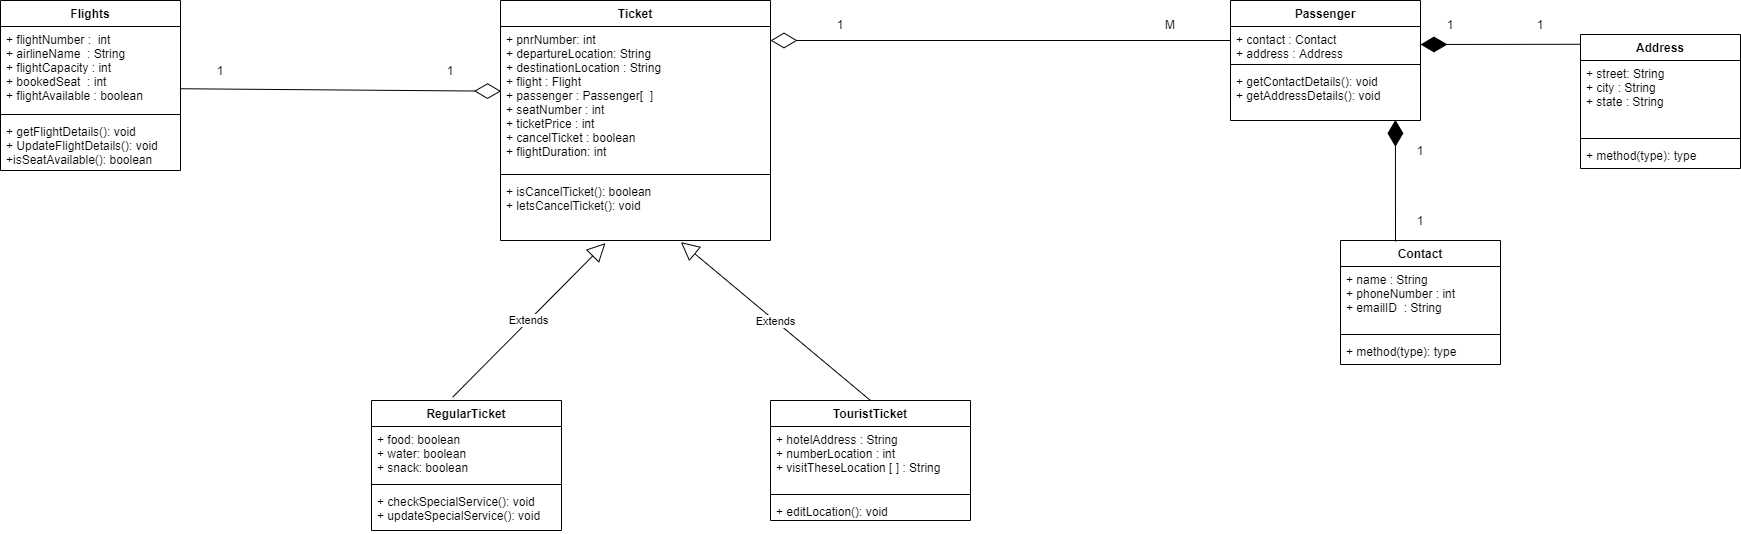 Flights
+ flightNumber :  int
+ airlineName  : String
+ flightCapacity : int
+ bookedSeat  : int
+ flightAvailable : boolean
+ getFlightDetails(): void
+ UpdateFlightDetails(): void
+isSeatAvailable(): boolean
1
1
Ticket
+ pnrNumber: int
+ departureLocation: String
+ destinationLocation : String
+ flight : Flight
+ passenger : Passenger[  ]
+ seatNumber : int
+ ticketPrice : int
+ cancelTicket : boolean
+ flightDuration: int
+ isCancelTicket(): boolean
+ letsCancelTicket(): void
1
M
Passenger
+ contact : Contact
+ address : Address
+ getContactDetails(): void
+ getAddressDetails(): void
1
1
Address
+ street: String
+ city : String
+ state : String
+ method(type): type
1
1
Contact
+ name : String
+ phoneNumber : int
+ emailID  : String
+ method(type): type
Extends
Extends
RegularTicket
+ food: boolean
+ water: boolean
+ snack: boolean
+ checkSpecialService(): void
+ updateSpecialService(): void
TouristTicket
+ hotelAddress : String
+ numberLocation : int
+ visitTheseLocation [ ] : String
+ editLocation(): void